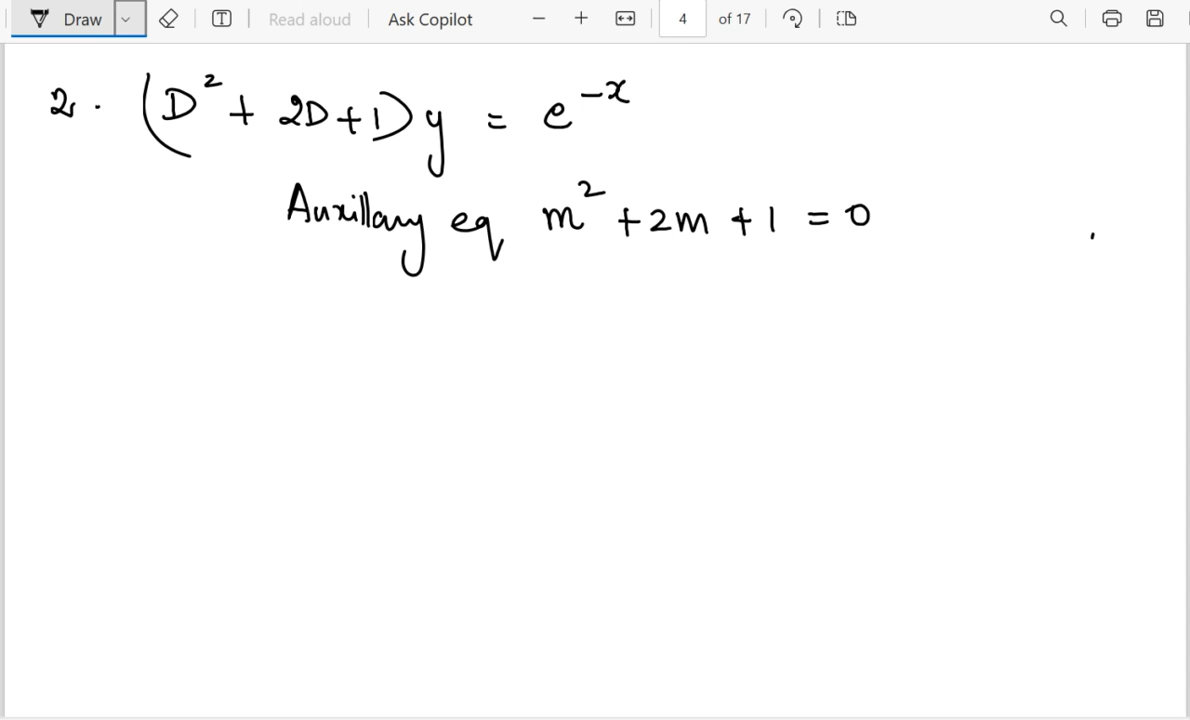 Draw Read aloud Ask Copilot − + 4 of 17
2. (D² + 2D+1)y = e^{-x}
Auxillary eq m² + 2m + 1 = 0